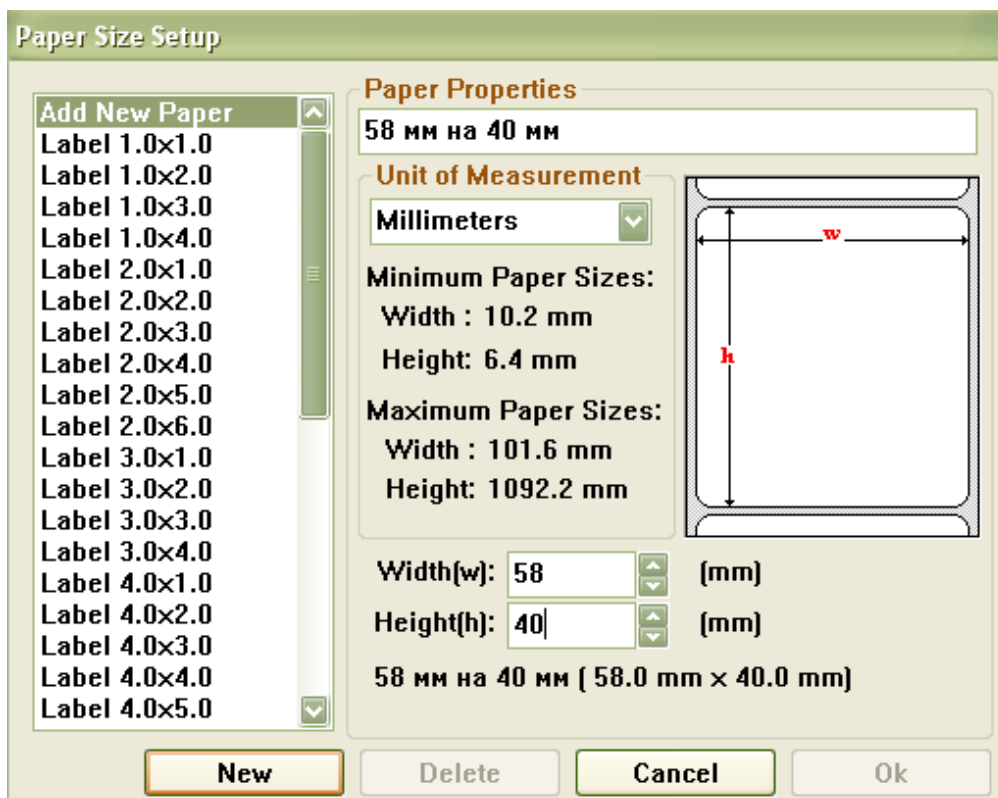 Paper Size Setup
Add New Paper
Label 1.0x1.0
Label 1.0x2.0
Label 1.0x3.0
Label 1.0x4.0
Label 2.0x1.0
Label 2.0x2.0
Label 2.0x3.0
Label 2.0x4.0
Label 2.0x5.0
Label 2.0x6.0
Label 3.0x1.0
Label 3.0x2.0
Label 3.0x3.0
Label 3.0x4.0
Label 4.0x1.0
Label 4.0x2.0
Label 4.0x3.0
Label 4.0x4.0
Label 4.0x5.0
Paper Properties
58 мм на 40 мм
Unit of Measurement
Millimeters
Minimum Paper Sizes:
Width : 10.2 mm
Height: 6.4 mm
Maximum Paper Sizes:
Width : 101.6 mm
Height: 1092.2 mm
w
h
Width(w): 58 (mm)
Height(h): 40 (mm)
58 мм на 40 мм ( 58.0 mm x 40.0 mm)
New Delete Cancel Ok